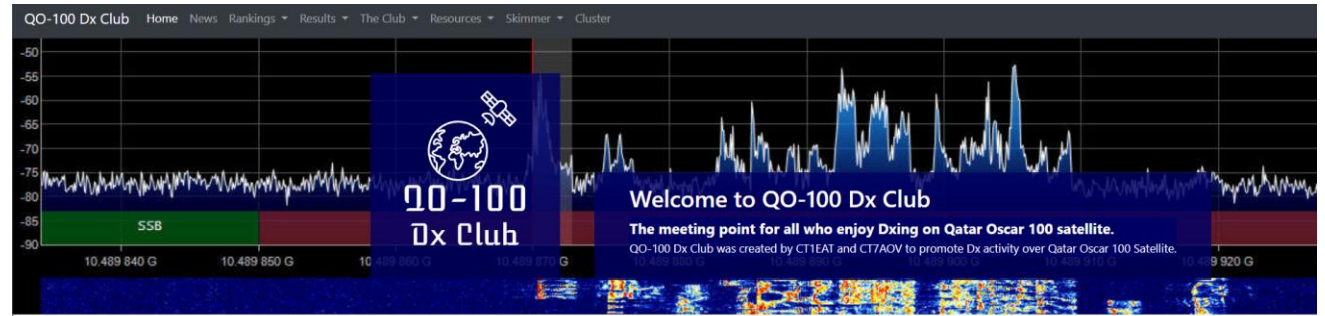 QO-100 Dx Club Home News Rankings Results The Club Resources Skimmer Cluster
-50
-55
-60
-65
-70
-75
-80
-85
-90
SSB
QO-100
Dx Club
Welcome to QO-100 Dx Club
The meeting point for all who enjoy Dxing on Qatar Oscar 100 satellite.
QO-100 Dx Club was created by CT1EAT and CT7AOV to promote Dx activity over Qatar Oscar 100 Satellite.
10.489 840 G 10.489 850 G 10.489 860 G 10.489 870 G 10.489 880 G 10.489 890 G 10.489 900 G 10.489 910 G 10.489 920 G